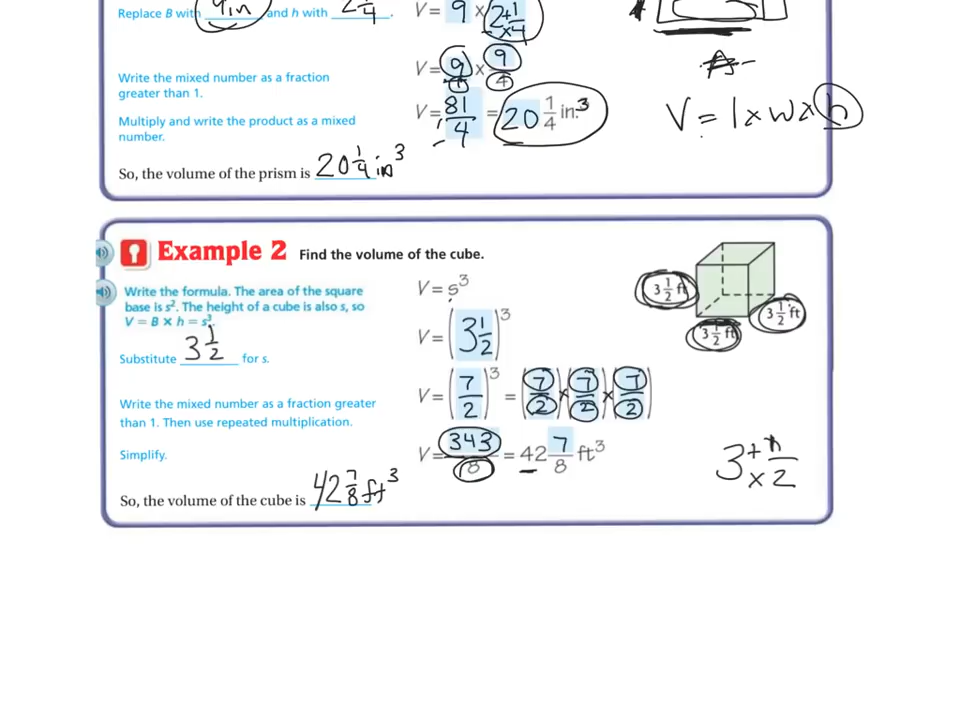 Replace B with 9in and h with 2 1/4.
V = 9 × 2 + 1/× 4
V = 9/1 × 9/4
Write the mixed number as a fraction
greater than 1.
V = 81/4 = 20 1/4 in.³
Multiply and write the product as a mixed
number.
V = l × w × h
So, the volume of the prism is 20 1/4 in³
Example 2 Find the volume of the cube.
Write the formula. The area of the square
base is s². The height of a cube is also s, so
V = B × h = s³.
V = s³
3 1/2 ft
3 1/2 ft
3 1/2 ft
Substitute 3 1/2 for s.
V = (3 1/2)³
V = (7/2)³ = (7/2 × 7/2 × 7/2)
Write the mixed number as a fraction greater
than 1. Then use repeated multiplication.
Simplify.
V = 343/8 = 42 7/8 ft³
3 + 1/× 2
So, the volume of the cube is 42 7/8 ft³